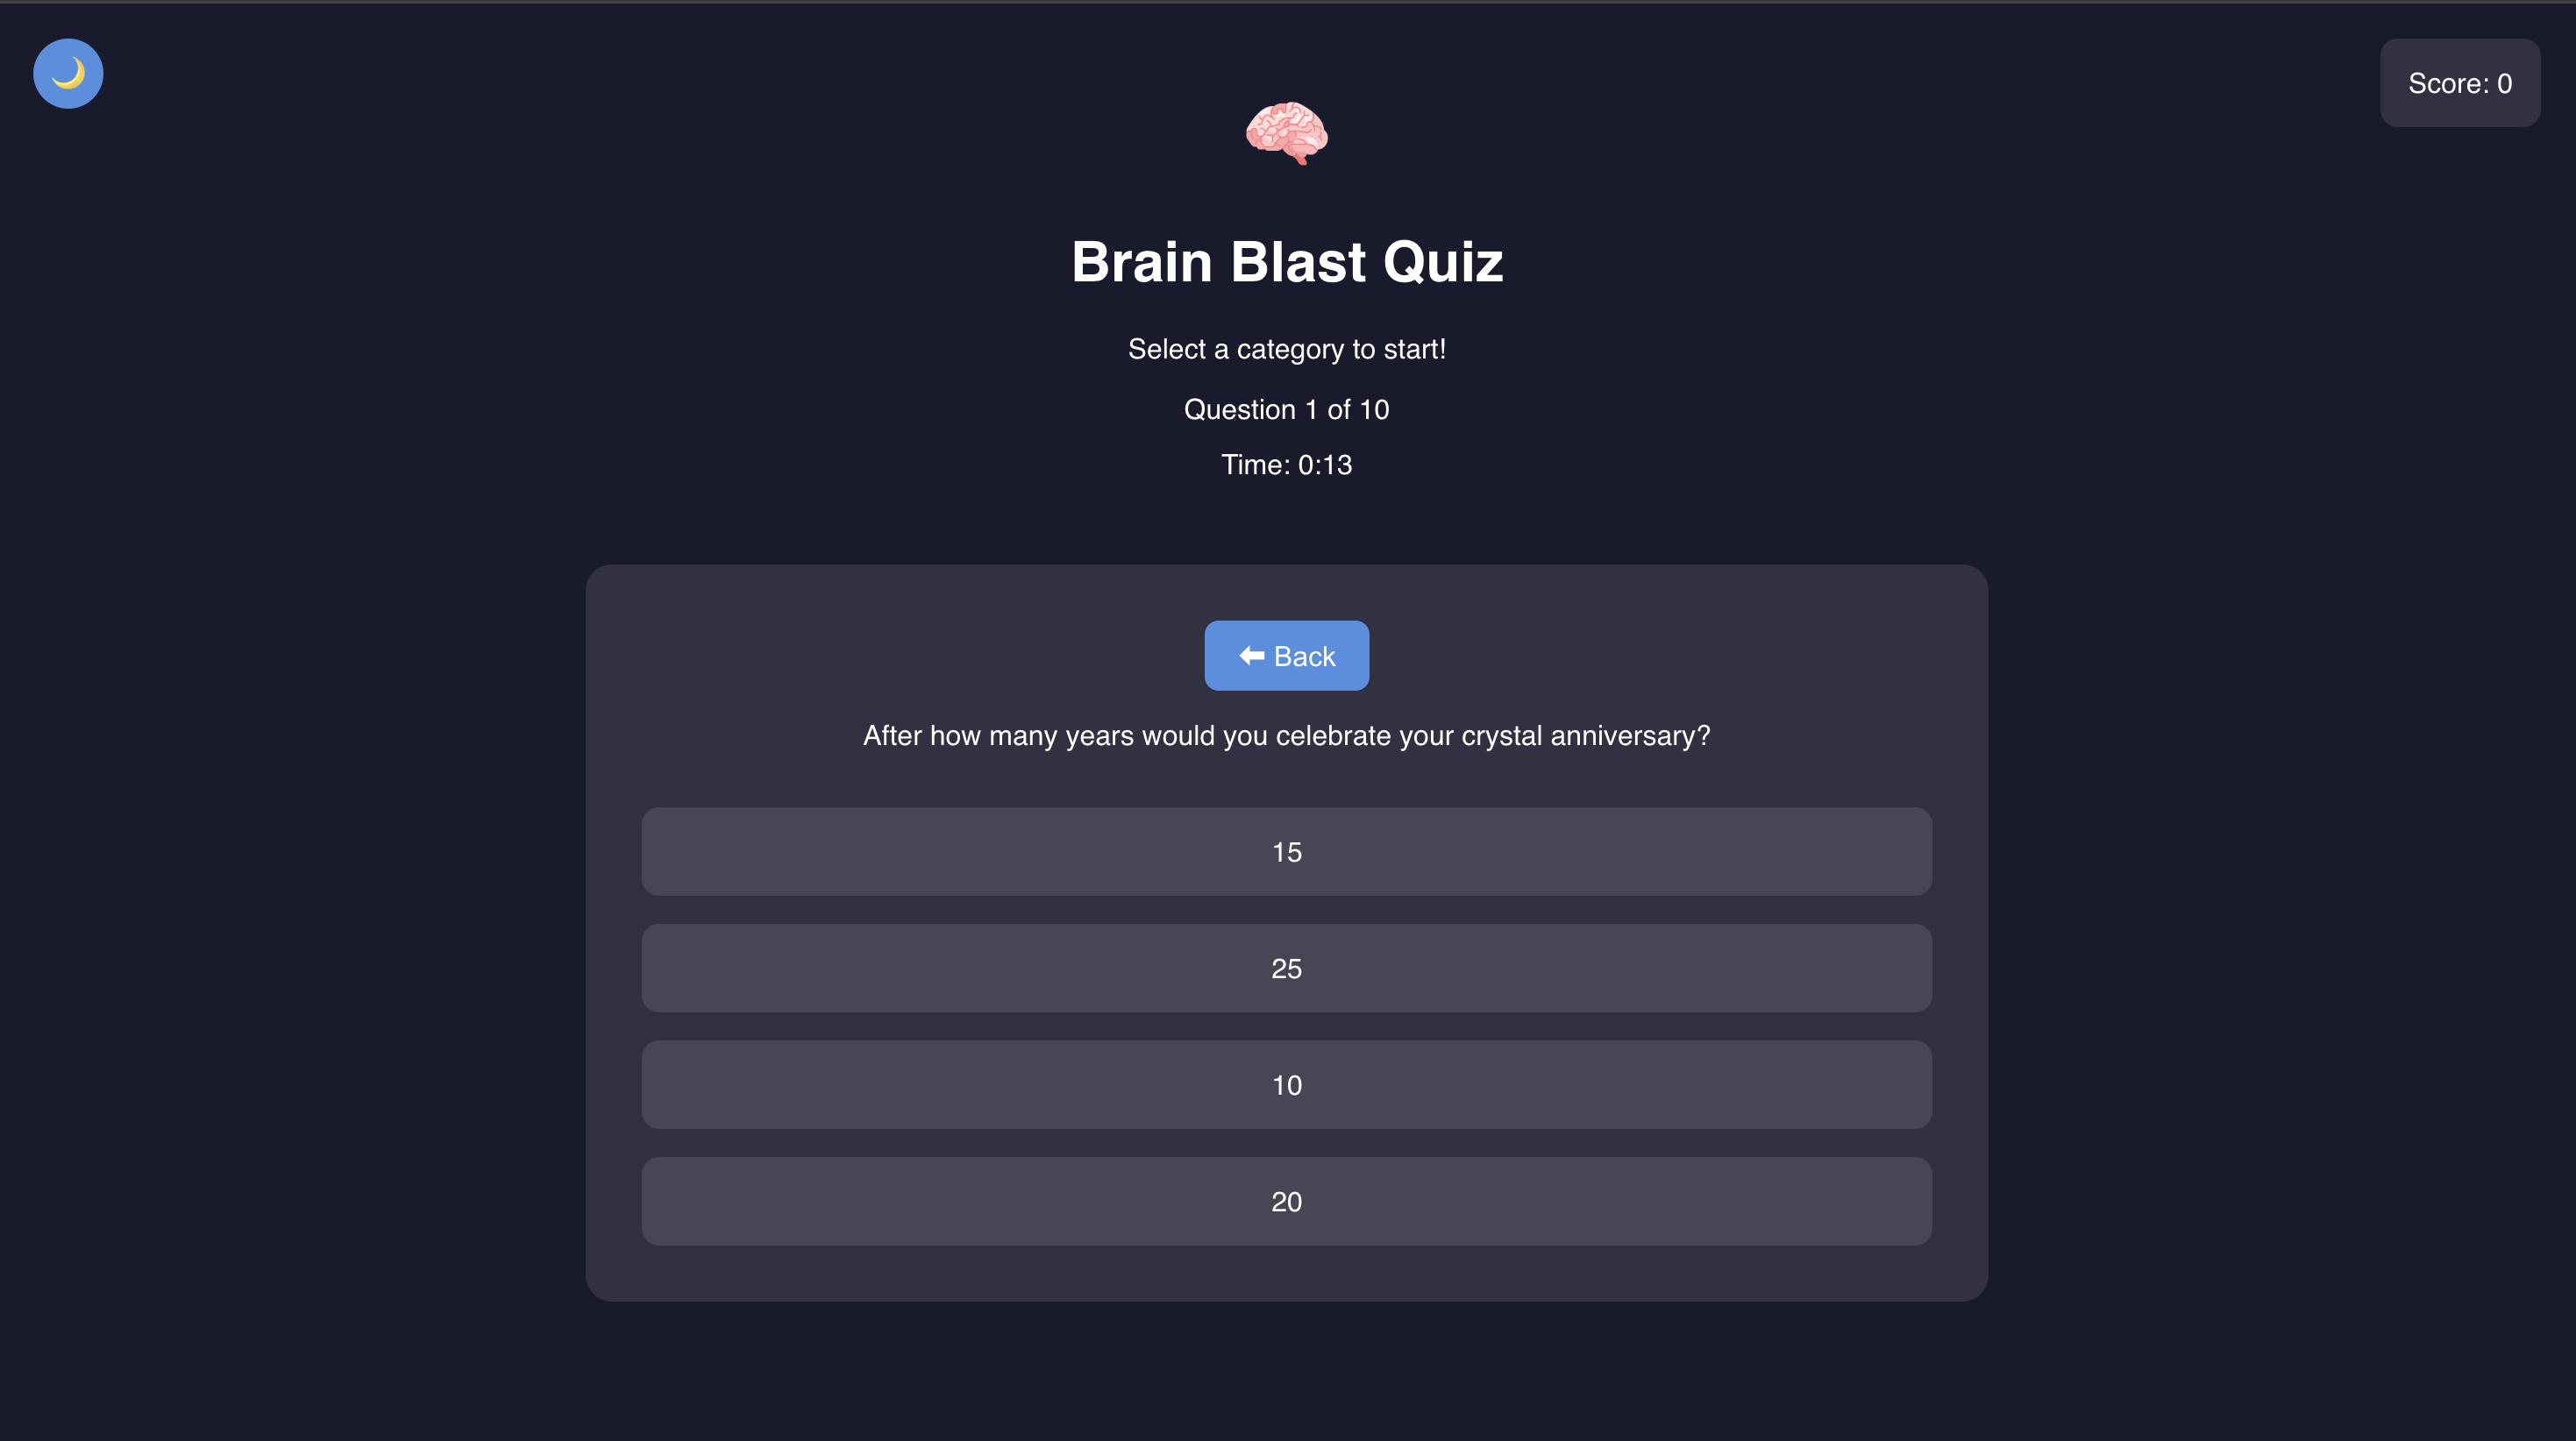 Score: 0
Brain Blast Quiz
Select a category to start!
Question 1 of 10
Time: 0:13
⬅ Back
After how many years would you celebrate your crystal anniversary?
15
25
10
20